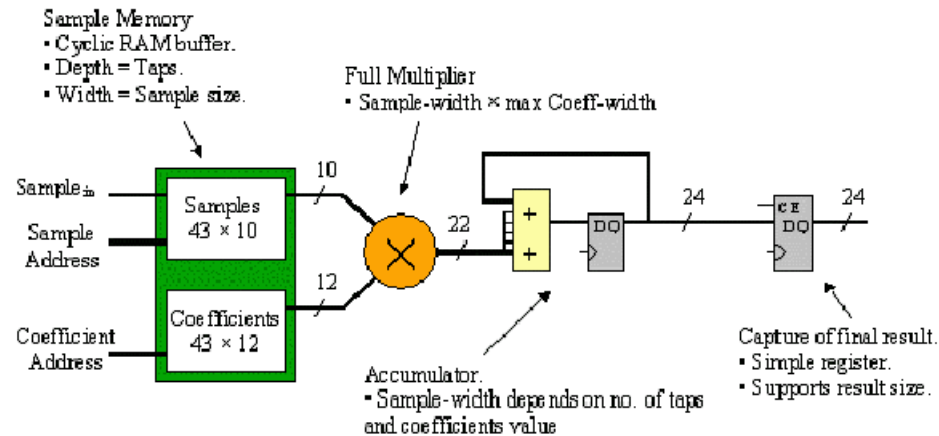 Sample Memory
▪ Cyclic RAM buffer.
▪ Depth = Taps.
▪ Width = Sample size.
Full Multiplier
▪ Sample-width × max Coeff-width
Sample in
Sample
Address
Coefficient
Address
Samples
43 × 10
Coefficients
43 × 12
10
12
22
+
+
DQ
24
CE
DQ
24
Accumulator.
▪ Sample-width depends on no. of taps
and coefficients value
Capture of final result.
▪ Simple register.
▪ Supports result size.